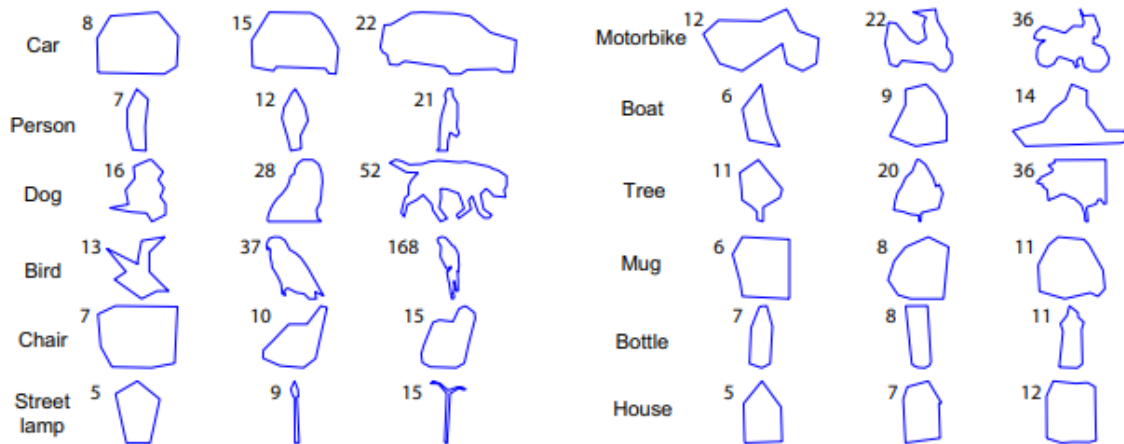 Car 8 15 22
Person 7 12 21
Dog 16 28 52
Bird 13 37 168
Chair 7 10 15
Street
lamp 5 9 15
Motorbike 12 22 36
Boat 6 9 14
Tree 11 20 36
Mug 6 8 11
Bottle 7 8 11
House 5 7 12